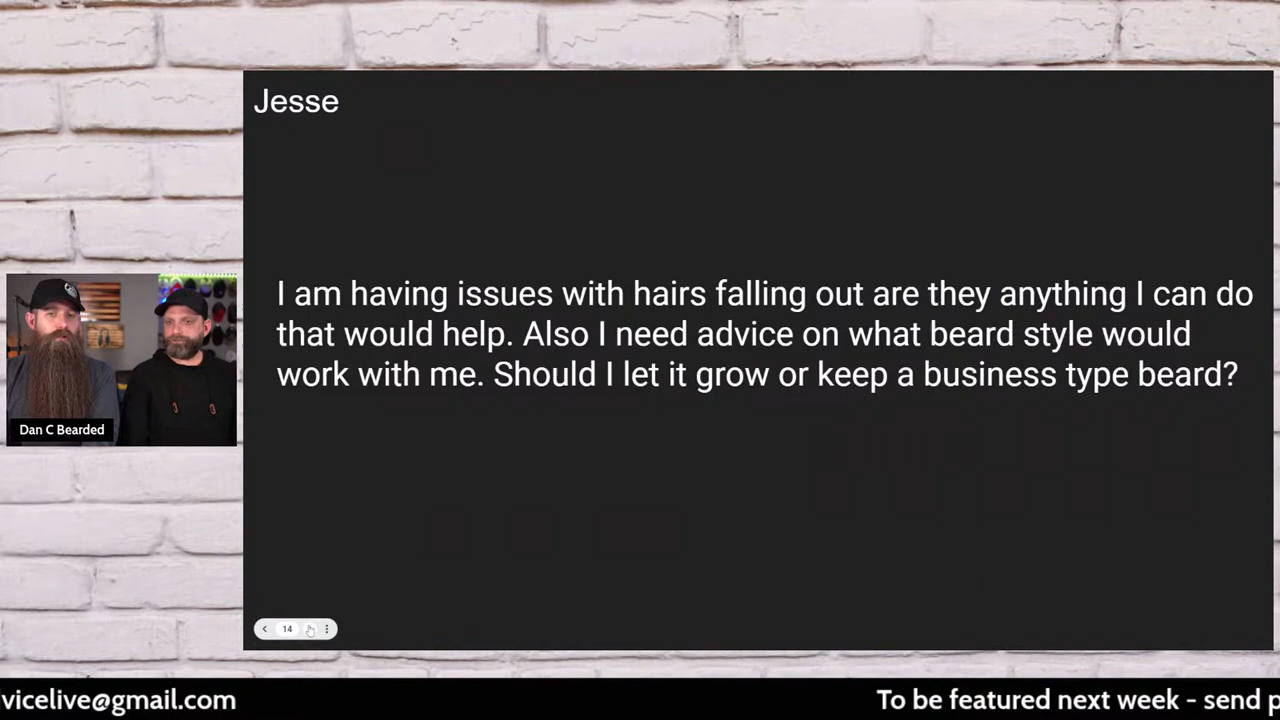 Jesse
I am having issues with hairs falling out are they anything I can do
that would help. Also I need advice on what beard style would
work with me. Should I let it grow or keep a business type beard?
Dan C Bearded
14
vicelive@gmail.com
To be featured next week - send p